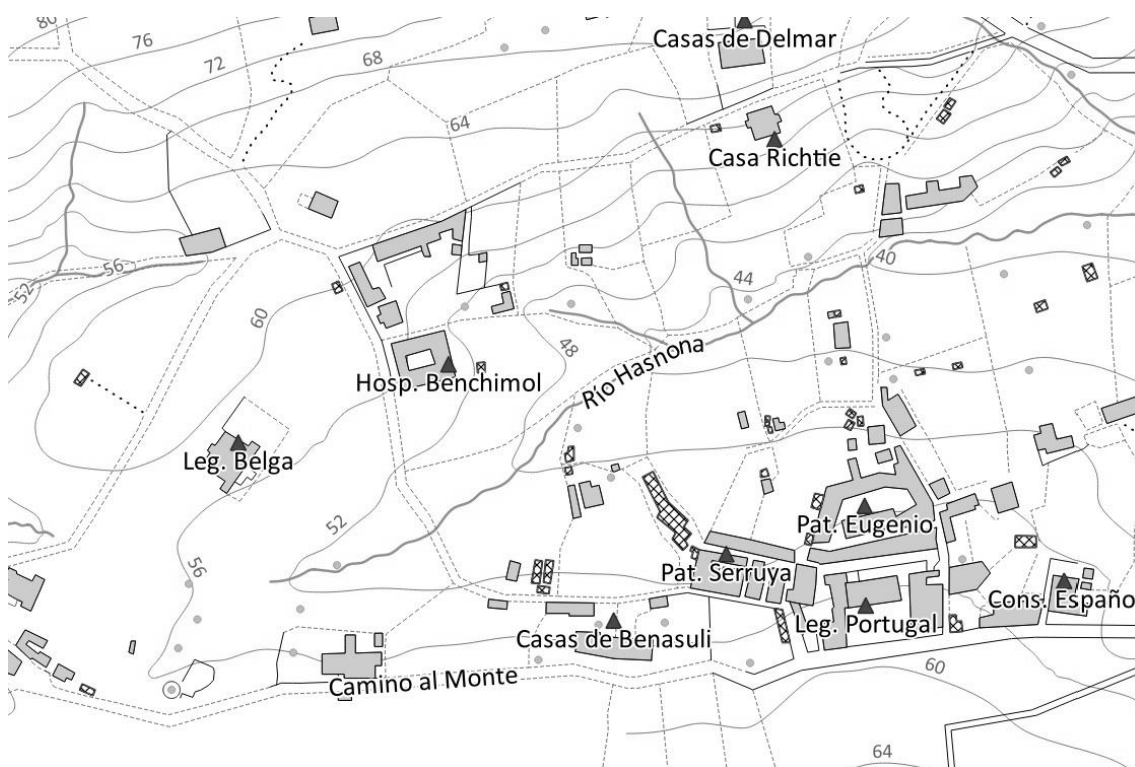 80
76
72
68
Casas de Delmar
64
Casa Richtie
56
52
60
44
40
48
Río Hasnona
Hosp. Benchimol
Leg. Belga
52
56
Pat. Eugenio
Pat. Serruya
Cons. Españo
Leg. Portugal
Casas de Benasuli
Camino al Monte
60
64